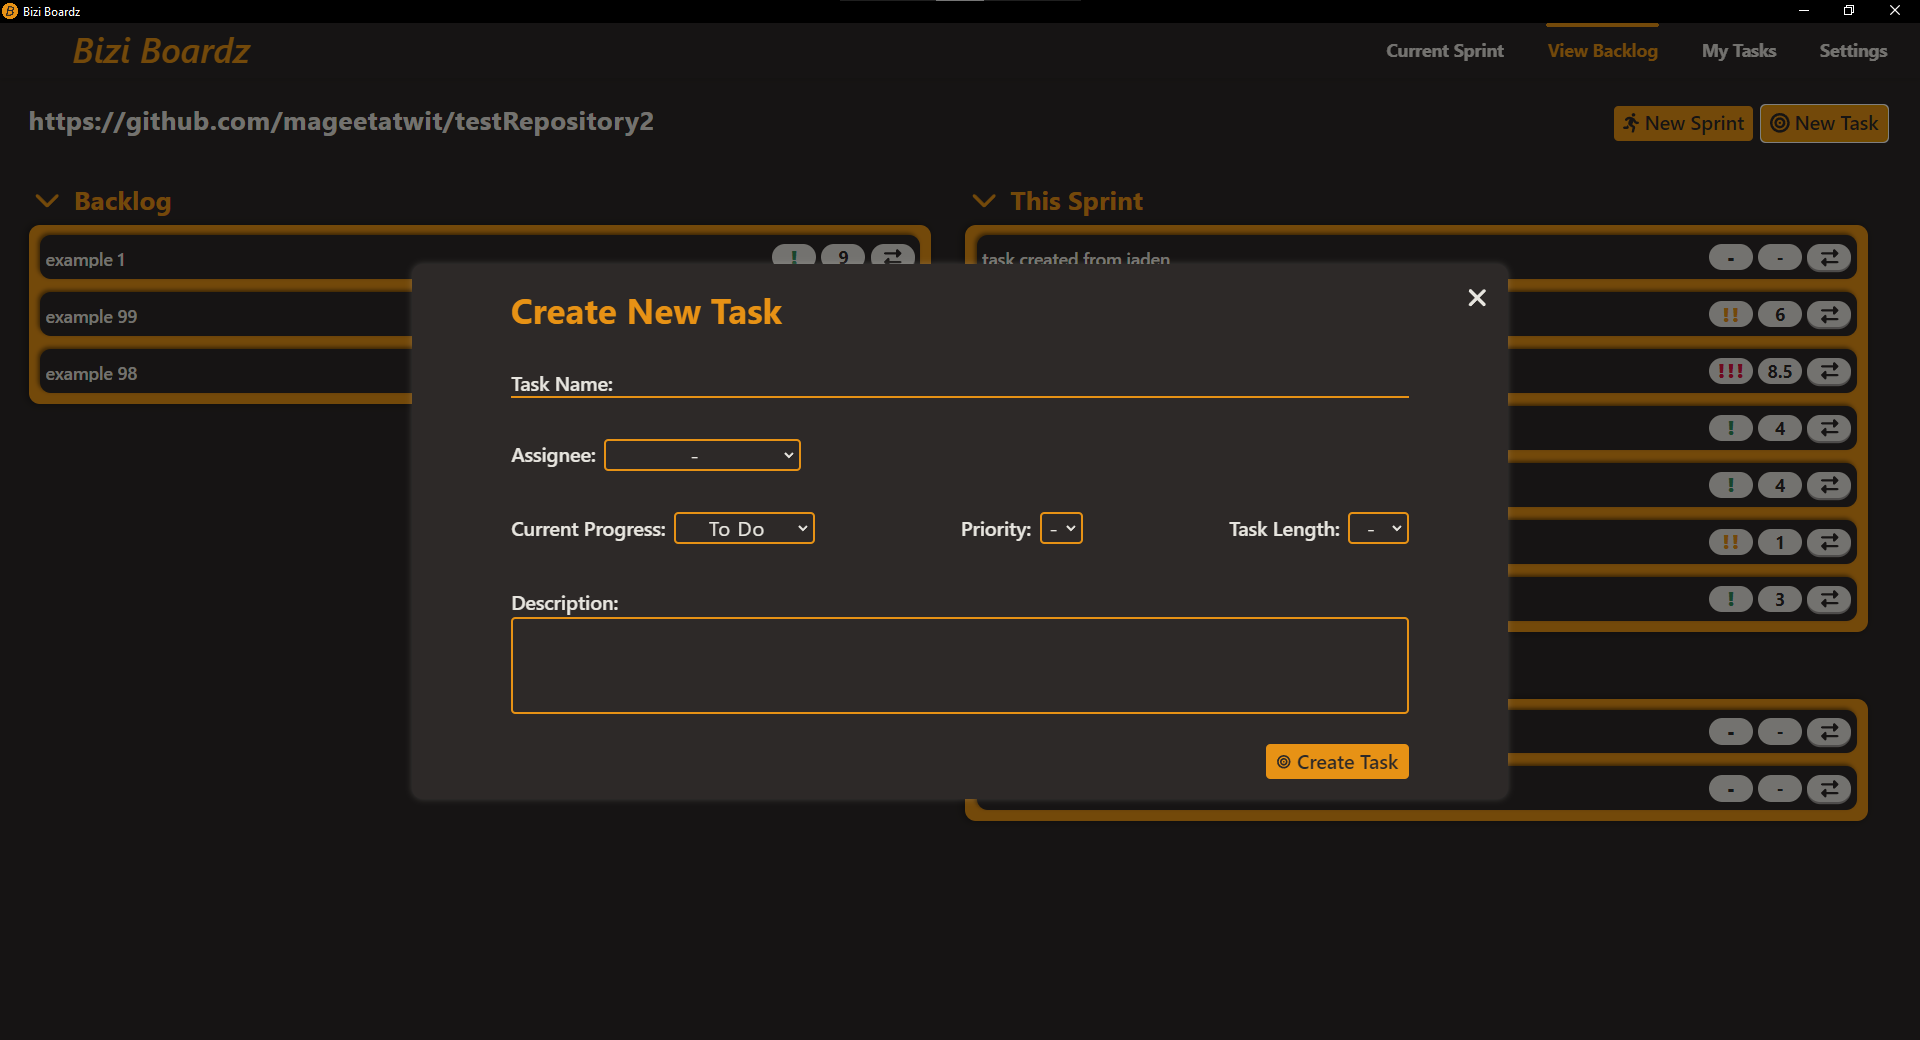 Bizi Boardz
Bizi Boardz
Current Sprint View Backlog My Tasks Settings
https://github.com/mageetatwit/testRepository2
New Sprint New Task
Backlog
This Sprint
example 1 ! 9
task created from jaden - -
example 99
!! 6
example 98
!!! 8.5
! 4
! 4
!! 1
! 3
- -
- -
Create New Task
Task Name:
Assignee: -
Current Progress: To Do Priority: - Task Length: -
Description:
Create Task